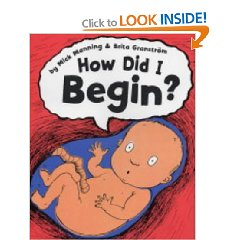 Click to LOOK INSIDE!
by Mick Manning & Brita Granström
How Did I
Begin?